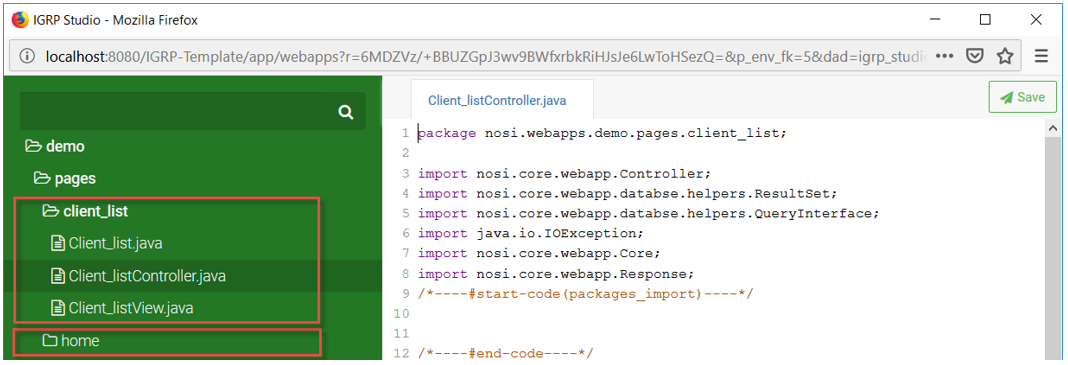 IGRP Studio - Mozilla Firefox
localhost:8080/IGRP-Template/app/webapps?r=6MDZVz/+BBUZGpJ3wv9BWfxrbkRiHJsJe6LwToHSezQ=&p_env_fk=5&dad=igrp_studi
demo
pages
client_list
Client_list.java
Client_listController.java
Client_listView.java
home
Client_listController.java
Save
1 package nosi.webapps.demo.pages.client_list;
2
3 import nosi.core.webapp.Controller;
4 import nosi.core.webapp.databse.helpers.ResultSet;
5 import nosi.core.webapp.databse.helpers.QueryInterface;
6 import java.io.IOException;
7 import nosi.core.webapp.Core;
8 import nosi.core.webapp.Response;
9 /*----#start-code(packages_import)----*/
10
11
12 /*----#end-code----*/